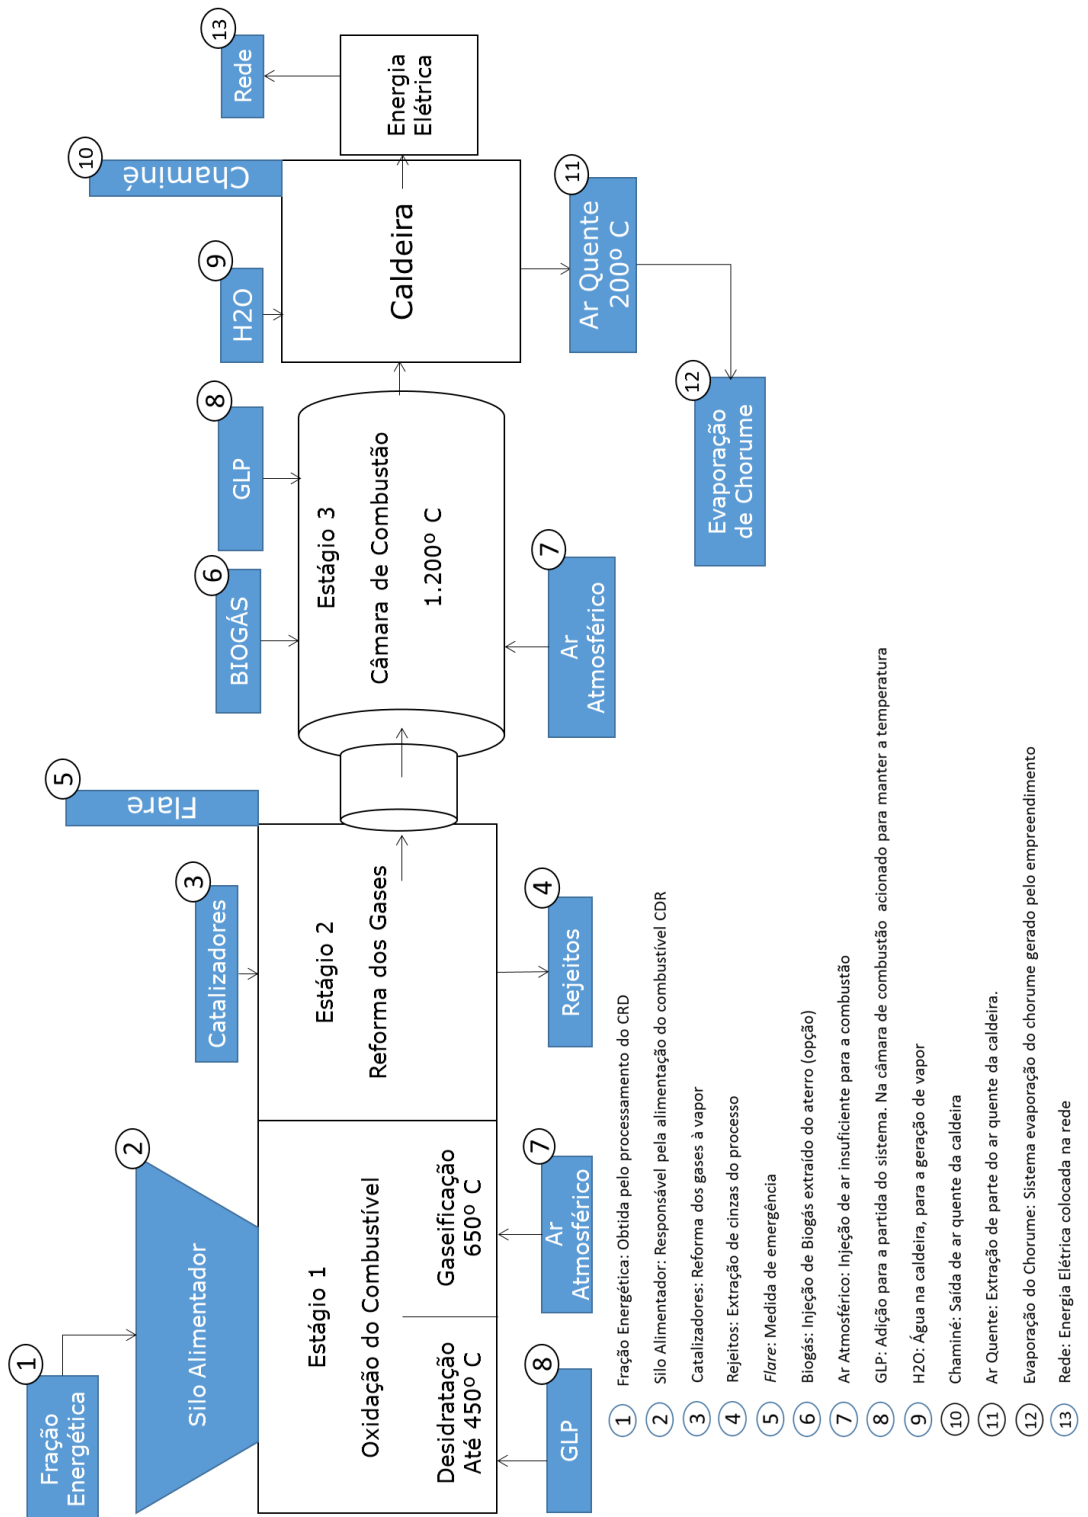 1
Fração
Energética
2
Silo Alimentador
Estágio 1
Oxidação do Combustível
Desidratação
Até 450º C
Gaseificação
650º C
8
GLP
7
Ar
Atmosférico
3
Catalizadores
5
Flare
Estágio 2
Reforma dos Gases
4
Rejeitos
6
BIOGÁS
8
GLP
Estágio 3
Câmara de Combustão
1.200º C
7
Ar
Atmosférico
9
H2O
10
Chaminé
Caldeira
13
Rede
Energia
Elétrica
11
Ar Quente
200º C
12
Evaporação
de Chorume
1 Fração Energética: Obtida pelo processamento do CRD
2 Silo Alimentador: Responsável pela alimentação do combustível CDR
3 Catalizadores: Reforma dos gases à vapor
4 Rejeitos: Extração de cinzas do processo
5 Flare: Medida de emergência
6 Biogás: Injeção de Biogás extraído do aterro (opção)
7 Ar Atmosférico: Injeção de ar insuficiente para a combustão
8 GLP: Adição para a partida do sistema. Na câmara de combustão acionado para manter a temperatura
9 H2O: Água na caldeira, para a geração de vapor
10 Chaminé: Saída de ar quente da caldeira
11 Ar Quente: Extração de parte do ar quente da caldeira.
12 Evaporação do Chorume: Sistema evaporação do chorume gerado pelo empreendimento
13 Rede: Energia Elétrica colocada na rede